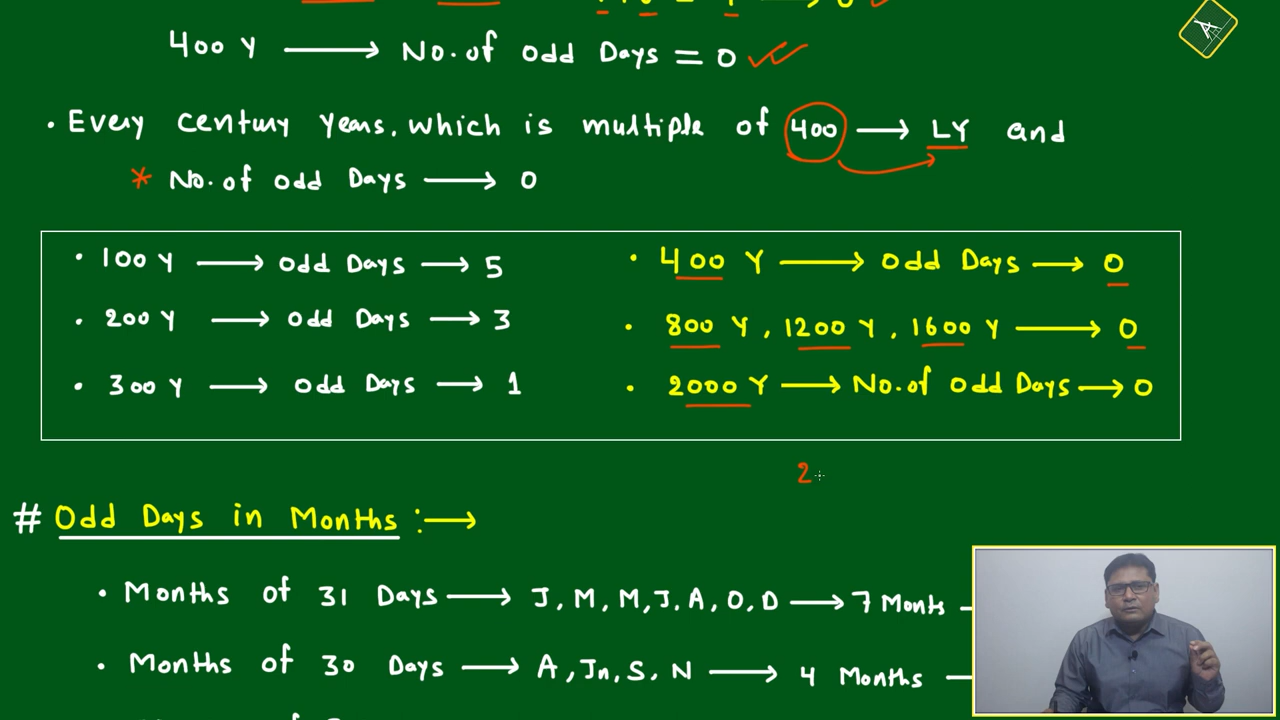 400 Y ⟶ No. of odd Days = 0 ✓✓
• Every century Years. which is multiple of 400 ⟶ LY and
* No. of odd Days ⟶ 0
• 100 Y ⟶ odd Days ⟶ 5
• 200 Y ⟶ odd Days ⟶ 3
• 300 Y ⟶ odd Days ⟶ 1
• 400 Y ⟶ odd Days ⟶ 0
• 800 Y, 1200 Y, 1600 Y ⟶ 0
• 2000 Y ⟶ No. of Odd Days ⟶ 0
2
# Odd Days in Months :⟶
• Months of 31 Days ⟶ J, M, M, J, A, O, D ⟶ 7 Monts
• Months of 30 Days ⟶ A, Jn, S, N ⟶ 4 Months